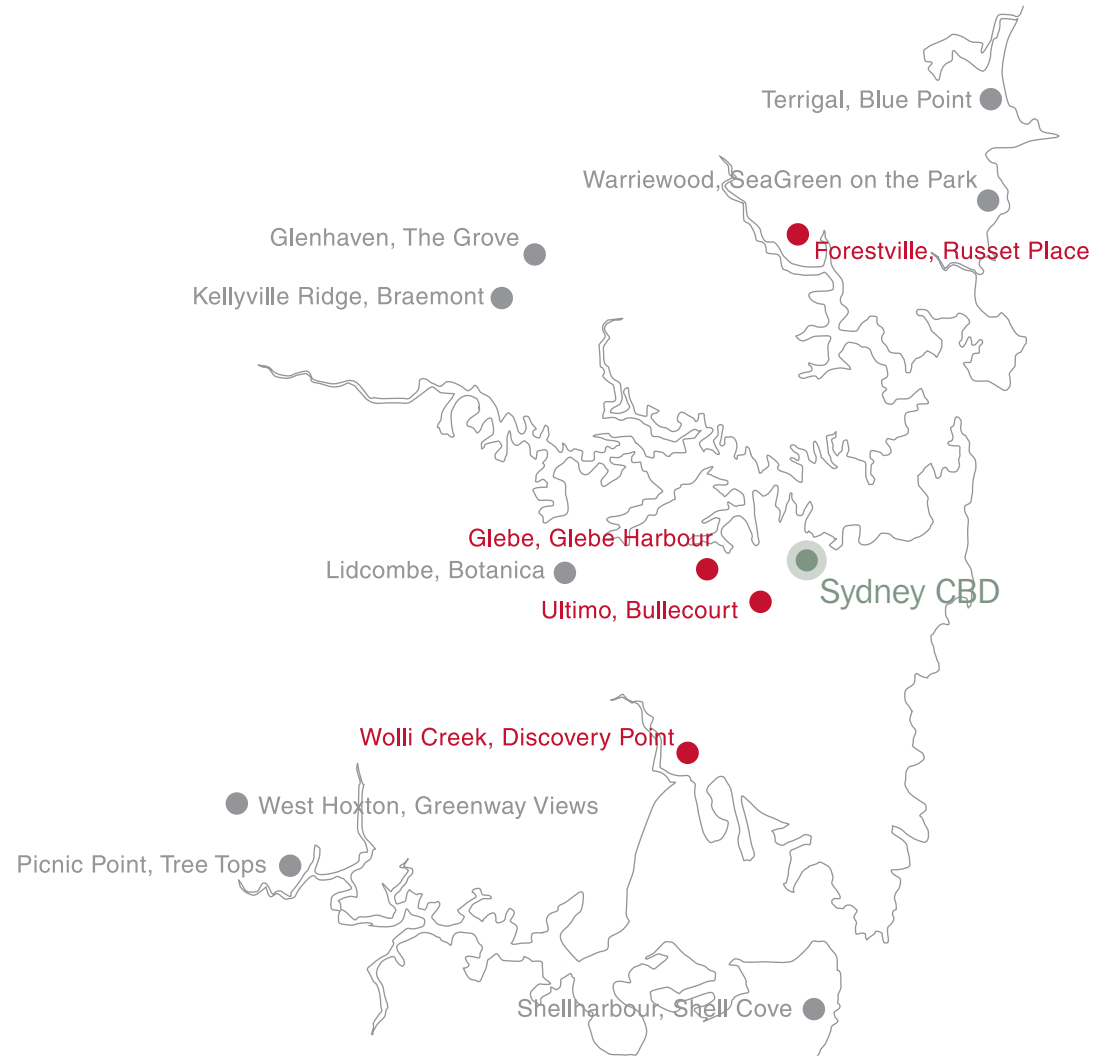 Terrigal, Blue Point
Warriewood, SeaGreen on the Park
Glenhaven, The Grove
Forestville, Russet Place
Kellyville Ridge, Braemont
Glebe, Glebe Harbour
Lidcombe, Botanica
Sydney CBD
Ultimo, Bullecourt
Wolli Creek, Discovery Point
West Hoxton, Greenway Views
Picnic Point, Tree Tops
Shellharbour, Shell Cove